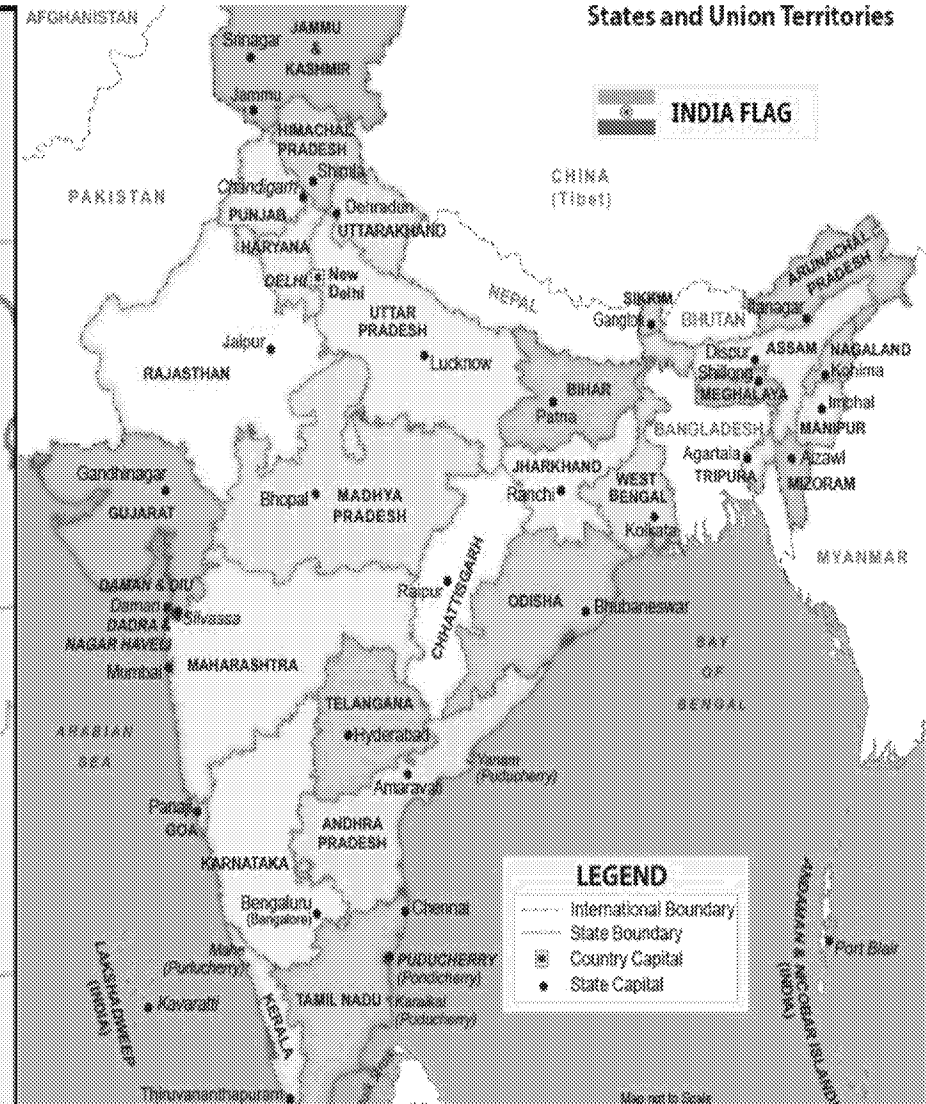 States and Union Territories
AFGHANISTAN
JAMMU
&
KASHMIR
Srinagar
Jammu
INDIA FLAG
HIMACHAL
PRADESH
Shimla
CHINA
(Tibet)
PAKISTAN
Chandigarh
PUNJAB
Dehradun
UTTARAKHAND
HARYANA
DELHI
New
Delhi
ARUNACHAL
PRADESH
NEPAL
SIKKIM
Gangtok
BHUTAN
Itanagar
UTTAR
PRADESH
Jaipur
Lucknow
RAJASTHAN
Dispur
ASSAM
NAGALAND
Shillong
Kohima
MEGHALAYA
BIHAR
Patna
Imphal
MANIPUR
BANGLADESH
Agartala
Aizawl
TRIPURA
MIZORAM
Gandhinagar
GUJARAT
Bhopal
MADHYA
PRADESH
JHARKHAND
Ranchi
WEST
BENGAL
Kolkata
MYANMAR
DAMAN & DIU
Daman
Silvassa
DADRA &
NAGAR HAVELI
Raipur
CHHATTISGARH
ODISHA
Bhubaneswar
Mumbai
MAHARASHTRA
BAY
OF
BENGAL
TELANGANA
Hyderabad
ARABIAN
SEA
Yanam
(Puducherry)
Amaravati
Panaji
GOA
ANDHRA
PRADESH
KARNATAKA
LEGEND
International Boundary
State Boundary
Country Capital
State Capital
Bengaluru
(Bangalore)
Chennai
Mahe
(Puducherry)
PUDUCHERRY
(Pondicherry)
LAKSHADWEEP
(INDIA)
Kavaratti
KERALA
TAMIL NADU
Karaikal
(Puducherry)
ANDAMAN & NICOBAR ISLAND
(INDIA)
Port Blair
Thiruvananthapuram
Map not to Scale